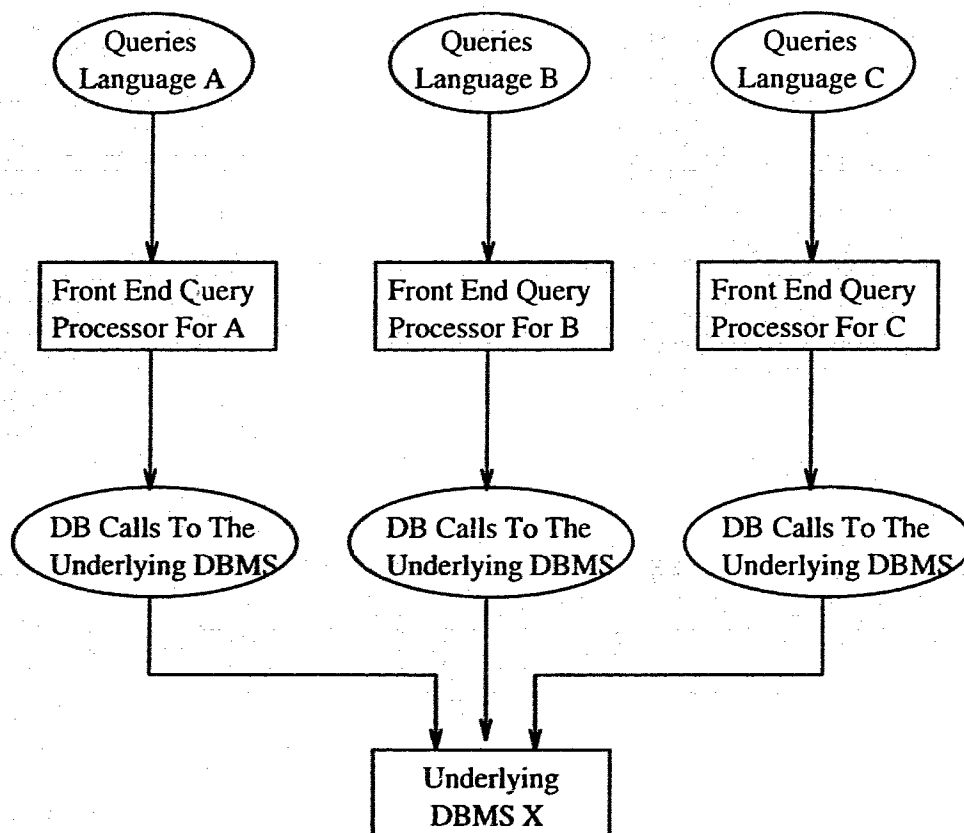 Queries
Language A
Queries
Language B
Queries
Language C
Front End Query
Processor For A
Front End Query
Processor For B
Front End Query
Processor For C
DB Calls To The
Underlying DBMS
DB Calls To The
Underlying DBMS
DB Calls To The
Underlying DBMS
Underlying
DBMS X